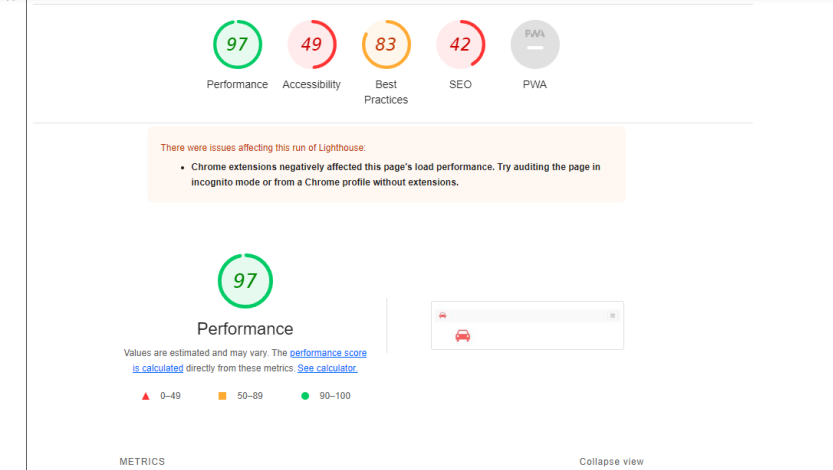 97
49
83
42
PWA
Performance
Accessibility
Best
Practices
SEO
PWA
There were issues affecting this run of Lighthouse:
• Chrome extensions negatively affected this page's load performance. Try auditing the page in
incognito mode or from a Chrome profile without extensions.
97
Performance
Values are estimated and may vary. The performance score
is calculated directly from these metrics. See calculator.
0–49
50–89
90–100
METRICS
Collapse view